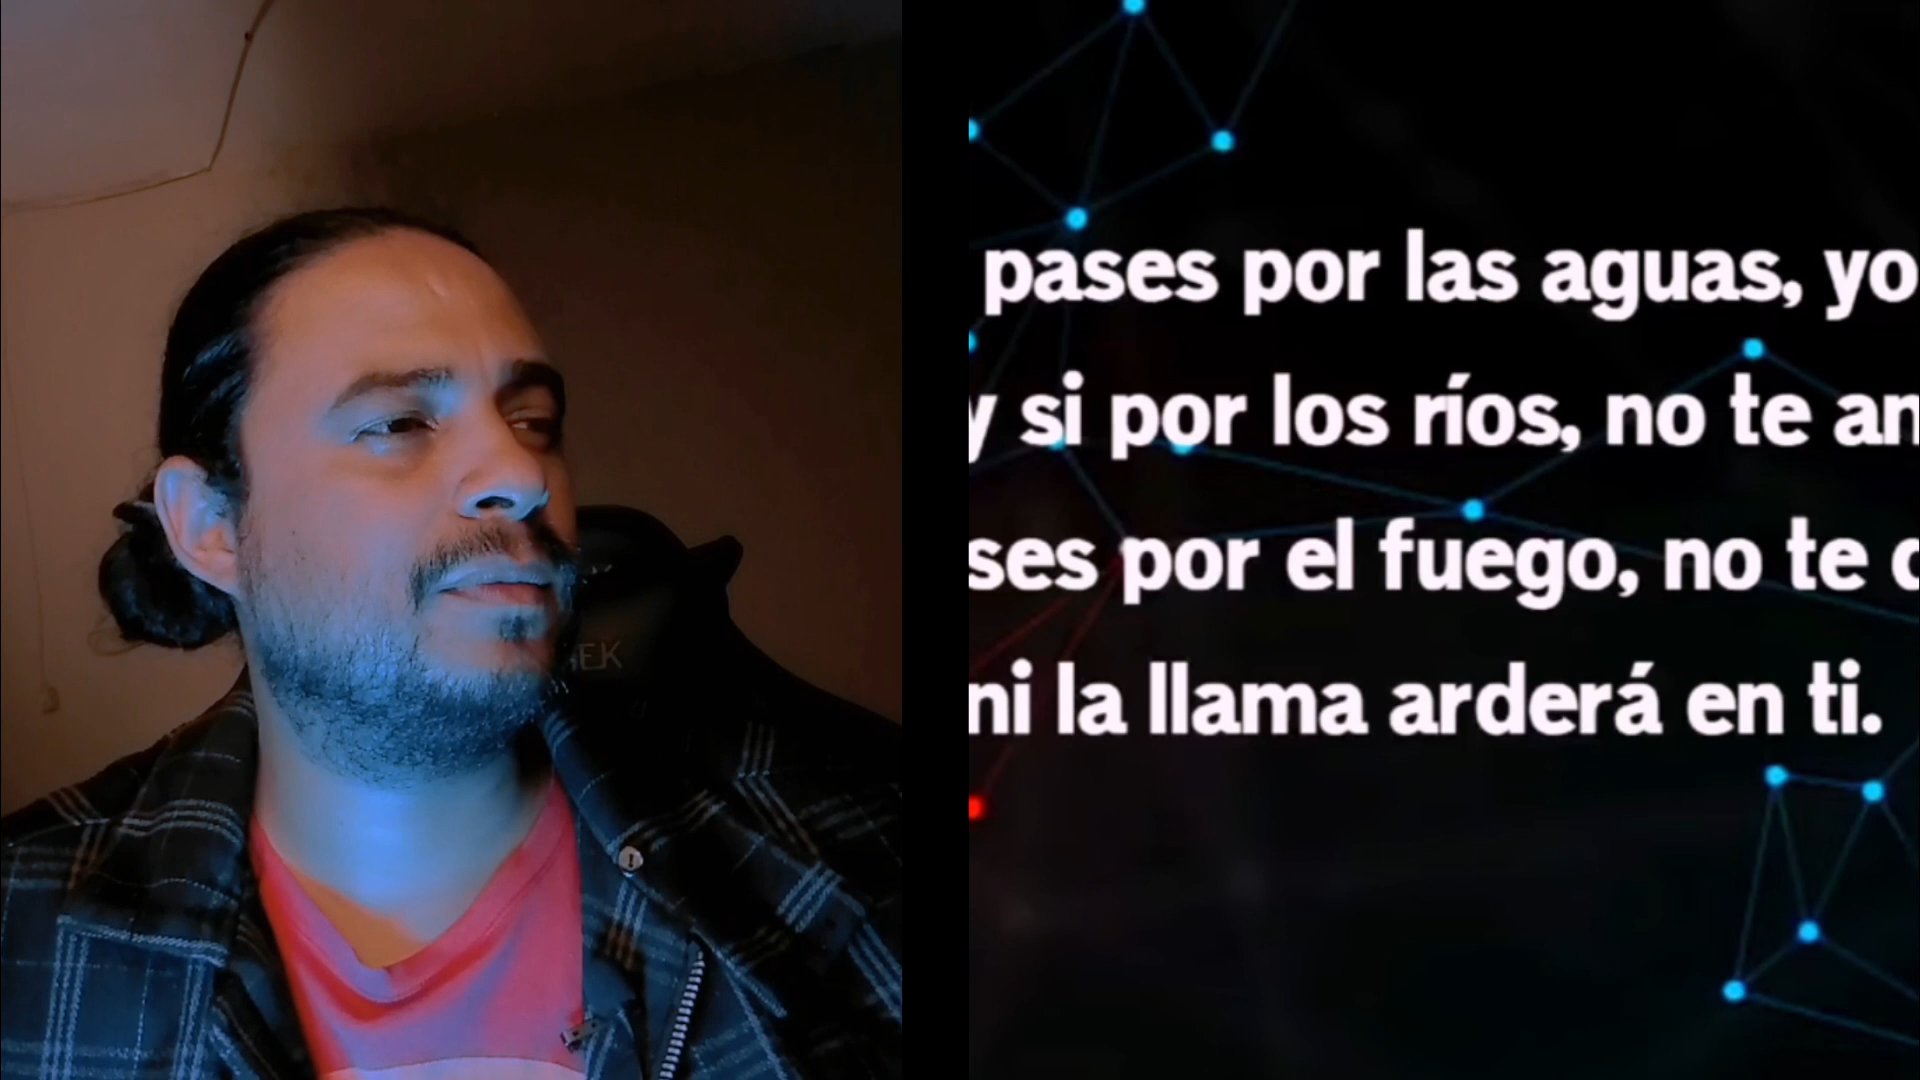 pases por las aguas, yo
y si por los ríos, no te an
ses por el fuego, no te
ni la llama arderá en ti.